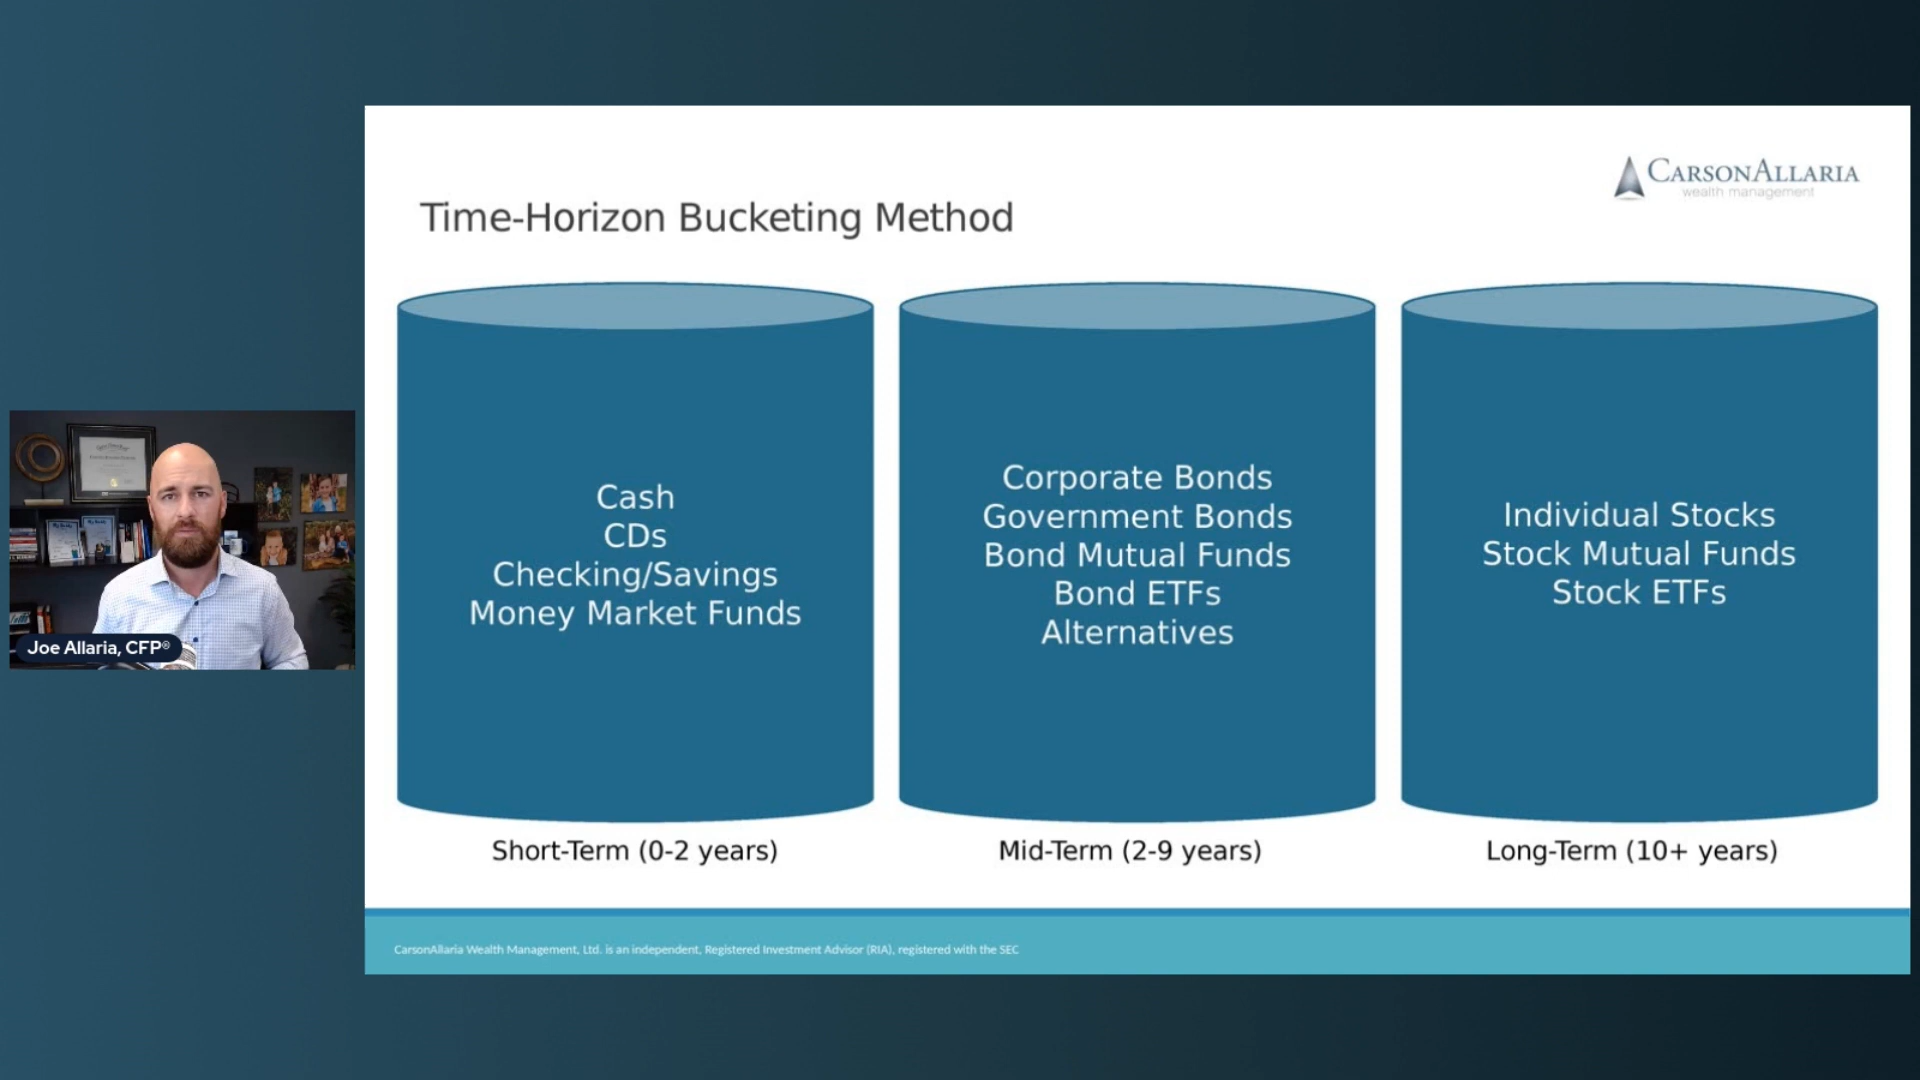 CARSONALLARIA
wealth management
Time-Horizon Bucketing Method
Cash
CDs
Checking/Savings
Money Market Funds
Corporate Bonds
Government Bonds
Bond Mutual Funds
Bond ETFs
Alternatives
Individual Stocks
Stock Mutual Funds
Stock ETFs
Short-Term (0-2 years)
Mid-Term (2-9 years)
Long-Term (10+ years)
Joe Allaria, CFP®
CarsonAllaria Wealth Management, Ltd. is an independent, Registered Investment Advisor (RIA), registered with the SEC